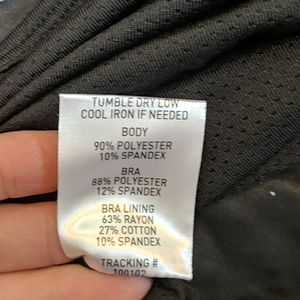 TUMBLE DRY LOW
COOL IRON IF NEEDED
BODY
90% POLYESTER
10% SPANDEX
BRA
88% POLYESTER
12% SPANDEX
BRA LINING
63% RAYON
27% COTTON
10% SPANDEX
TRACKING #
100102